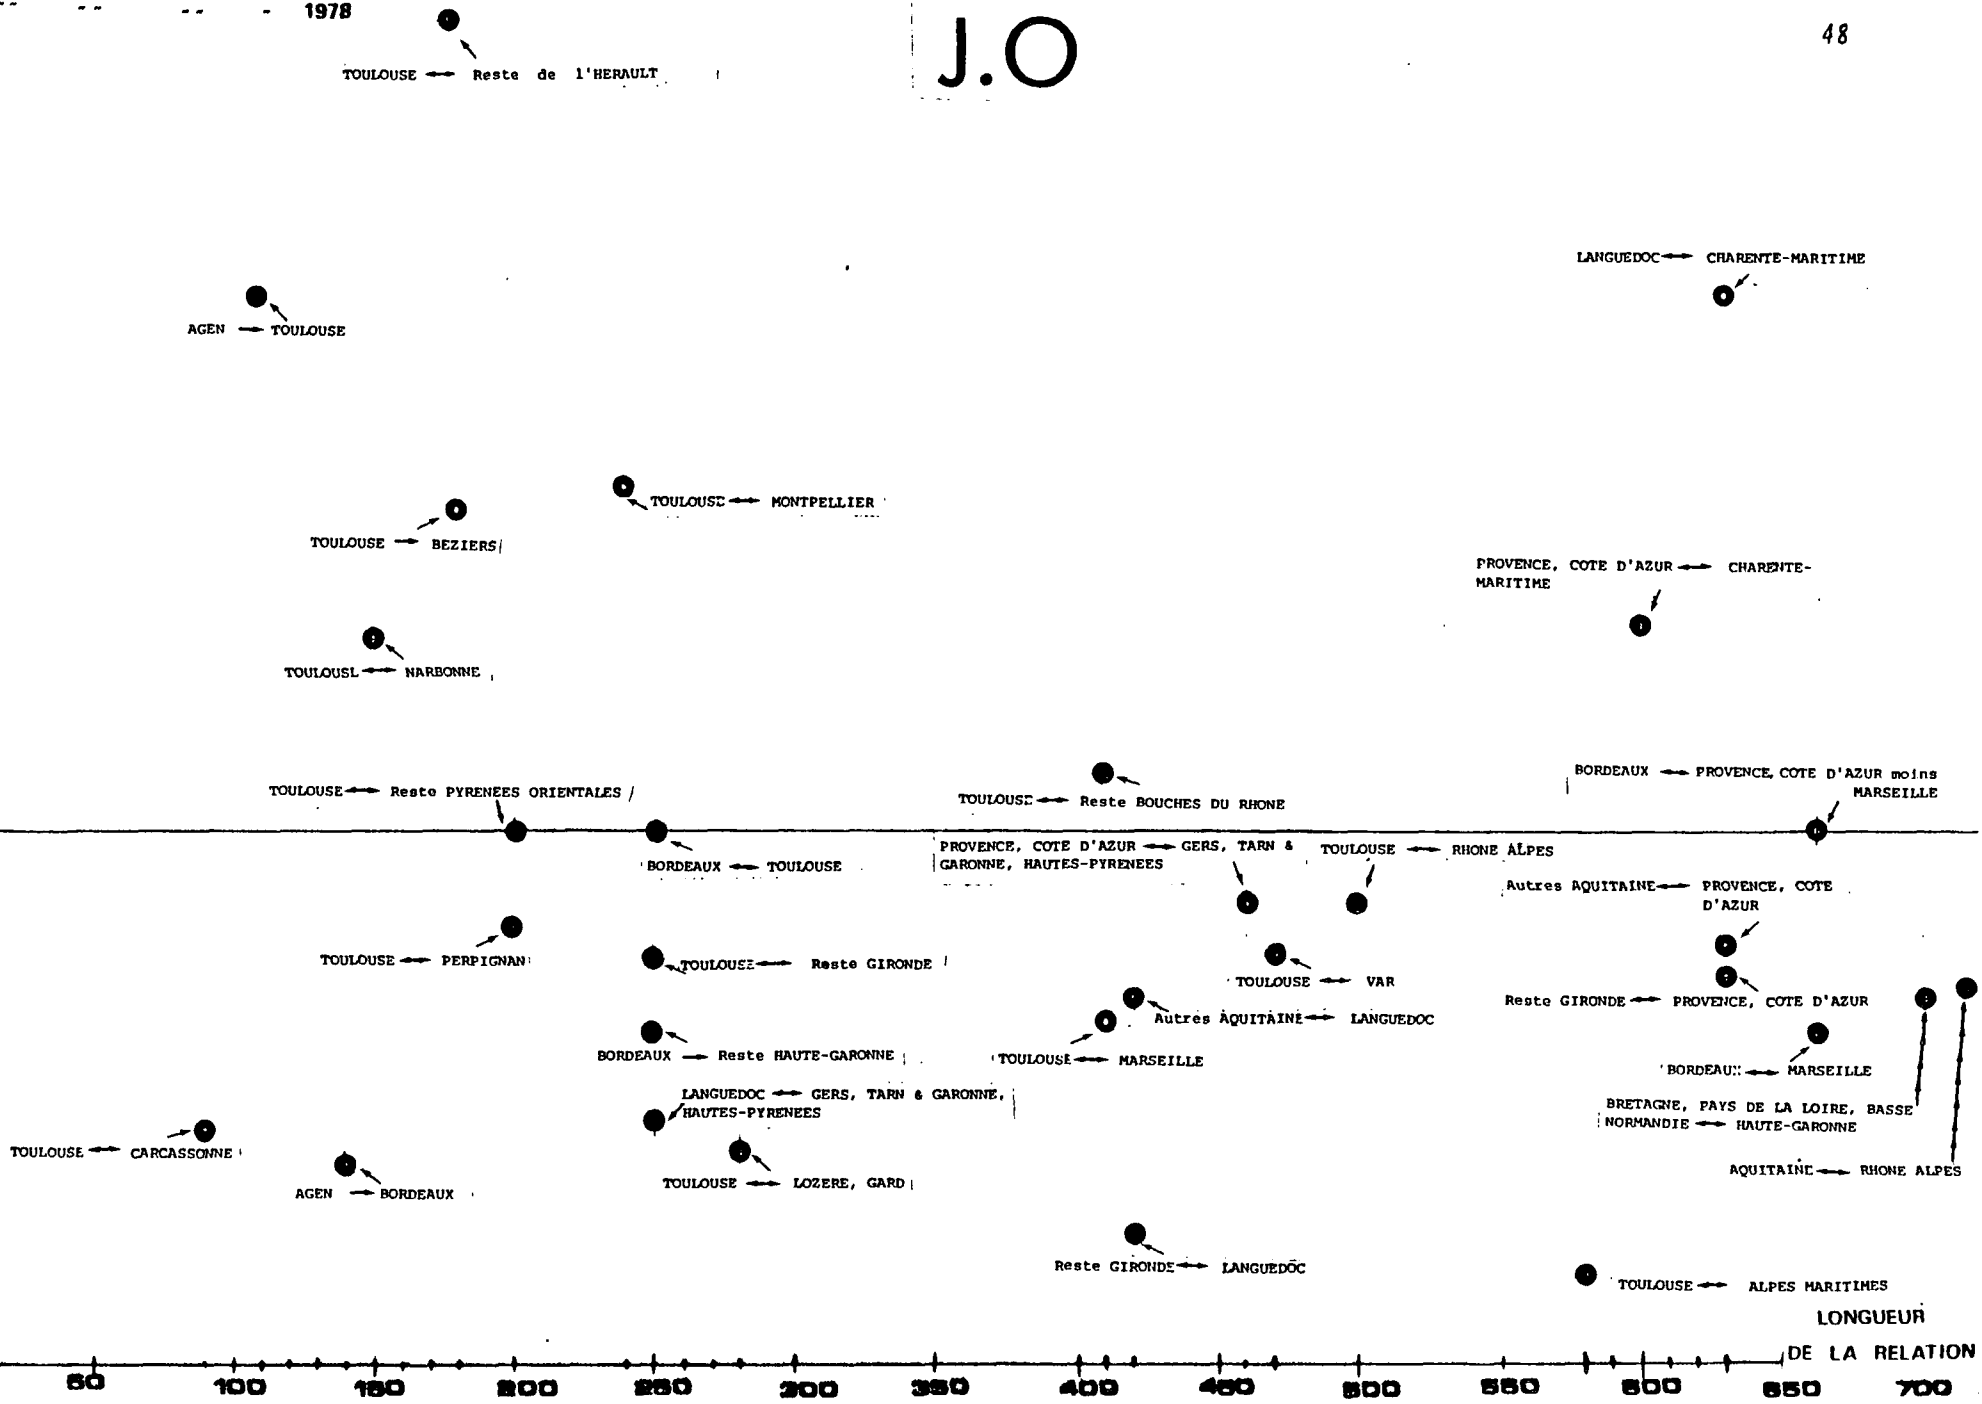 1978
J.O
48
TOULOUSE ↔ Reste de l'HERAULT
LANGUEDOC ↔ CHARENTE-MARITIME
AGEN → TOULOUSE
TOULOUSE ↔ MONTPELLIER
TOULOUSE → BEZIERS
PROVENCE, COTE D'AZUR ↔ CHARENTE-
MARITIME
TOULOUSE ↔ NARBONNE
BORDEAUX ↔ PROVENCE, COTE D'AZUR moins
MARSEILLE
TOULOUSE ↔ Reste PYRENEES ORIENTALES
TOULOUSE ↔ Reste BOUCHES DU RHONE
BORDEAUX ↔ TOULOUSE
PROVENCE, COTE D'AZUR ↔ GERS, TARN &
GARONNE, HAUTES-PYRENEES
TOULOUSE ↔ RHONE ALPES
Autres AQUITAINE ↔ PROVENCE, COTE
D'AZUR
TOULOUSE ↔ PERPIGNAN
TOULOUSE ↔ Reste GIRONDE
TOULOUSE ↔ VAR
Reste GIRONDE ↔ PROVENCE, COTE D'AZUR
Autres AQUITAINE ↔ LANGUEDOC
BORDEAUX → Reste HAUTE-GARONNE
TOULOUSE ↔ MARSEILLE
BORDEAUX ↔ MARSEILLE
LANGUEDOC ↔ GERS, TARN & GARONNE,
HAUTES-PYRENEES
BRETAGNE, PAYS DE LA LOIRE, BASSE
NORMANDIE ↔ HAUTE-GARONNE
TOULOUSE ↔ CARCASSONNE
AQUITAINE ↔ RHONE ALPES
AGEN → BORDEAUX
TOULOUSE ↔ LOZERE, GARD
Reste GIRONDE ↔ LANGUEDOC
TOULOUSE ↔ ALPES MARITIMES
LONGUEUR
DE LA RELATION
50 100 150 200 250 300 350 400 450 500 550 600 650 700